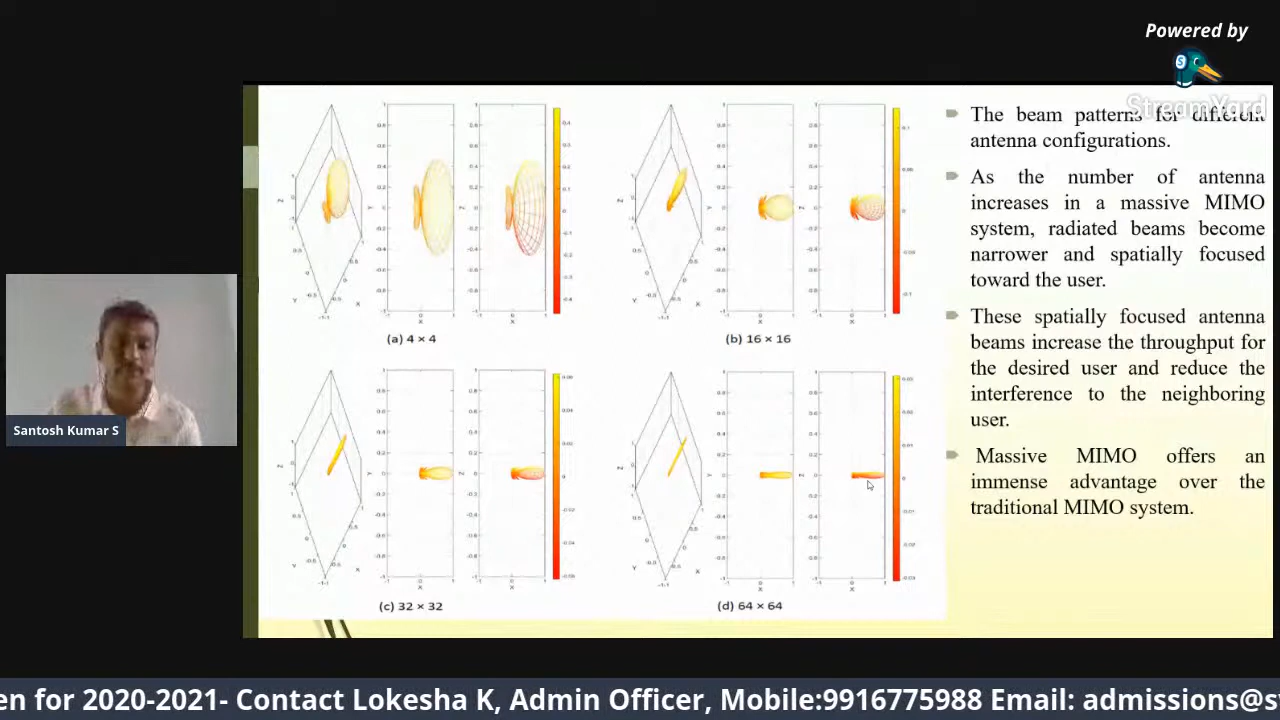 Powered by
StreamYard
The beam patterns for different
antenna configurations.
As the number of antenna
increases in a massive MIMO
system, radiated beams become
narrower and spatially focused
toward the user.
These spatially focused antenna
beams increase the throughput for
the desired user and reduce the
interference to the neighboring
user.
Massive MIMO offers an
immense advantage over the
traditional MIMO system.
(a) 4 × 4
(b) 16 × 16
(c) 32 × 32
(d) 64 × 64
Santosh Kumar S
en for 2020-2021- Contact Lokesha K, Admin Officer, Mobile:9916775988 Email: admissions@s